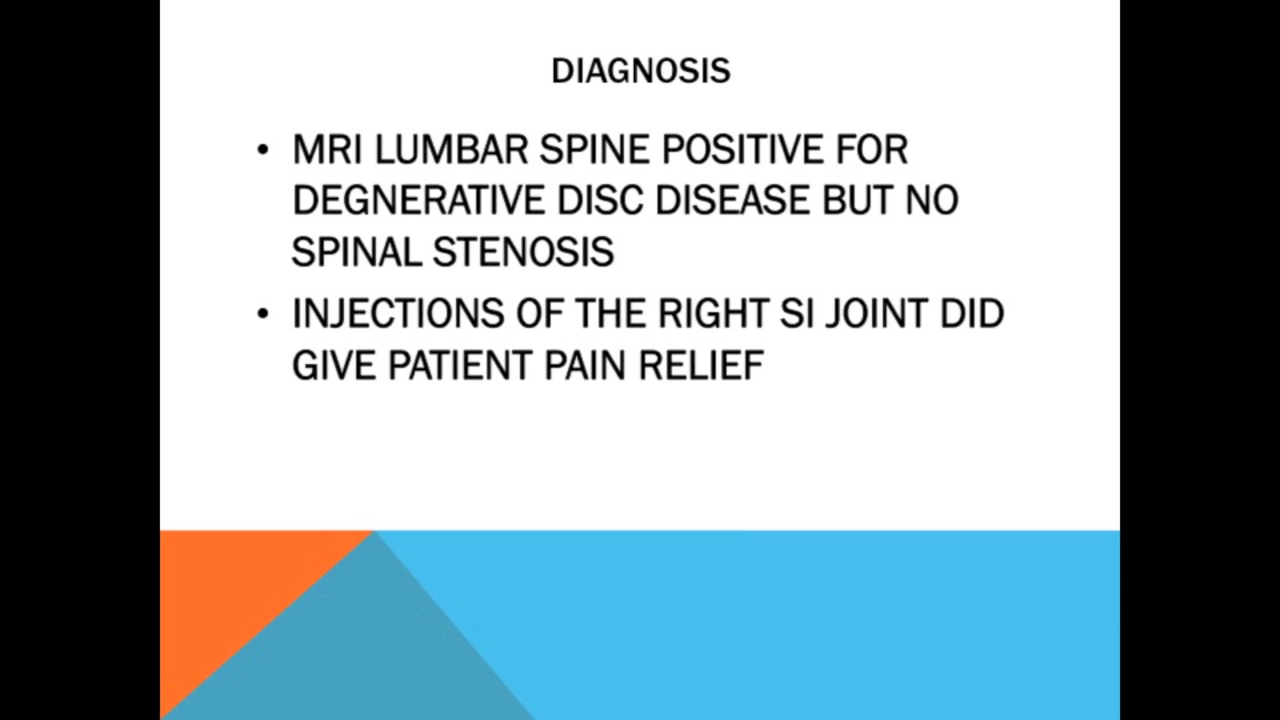 DIAGNOSIS
• MRI LUMBAR SPINE POSITIVE FOR
DEGNERATIVE DISC DISEASE BUT NO
SPINAL STENOSIS
• INJECTIONS OF THE RIGHT SI JOINT DID
GIVE PATIENT PAIN RELIEF